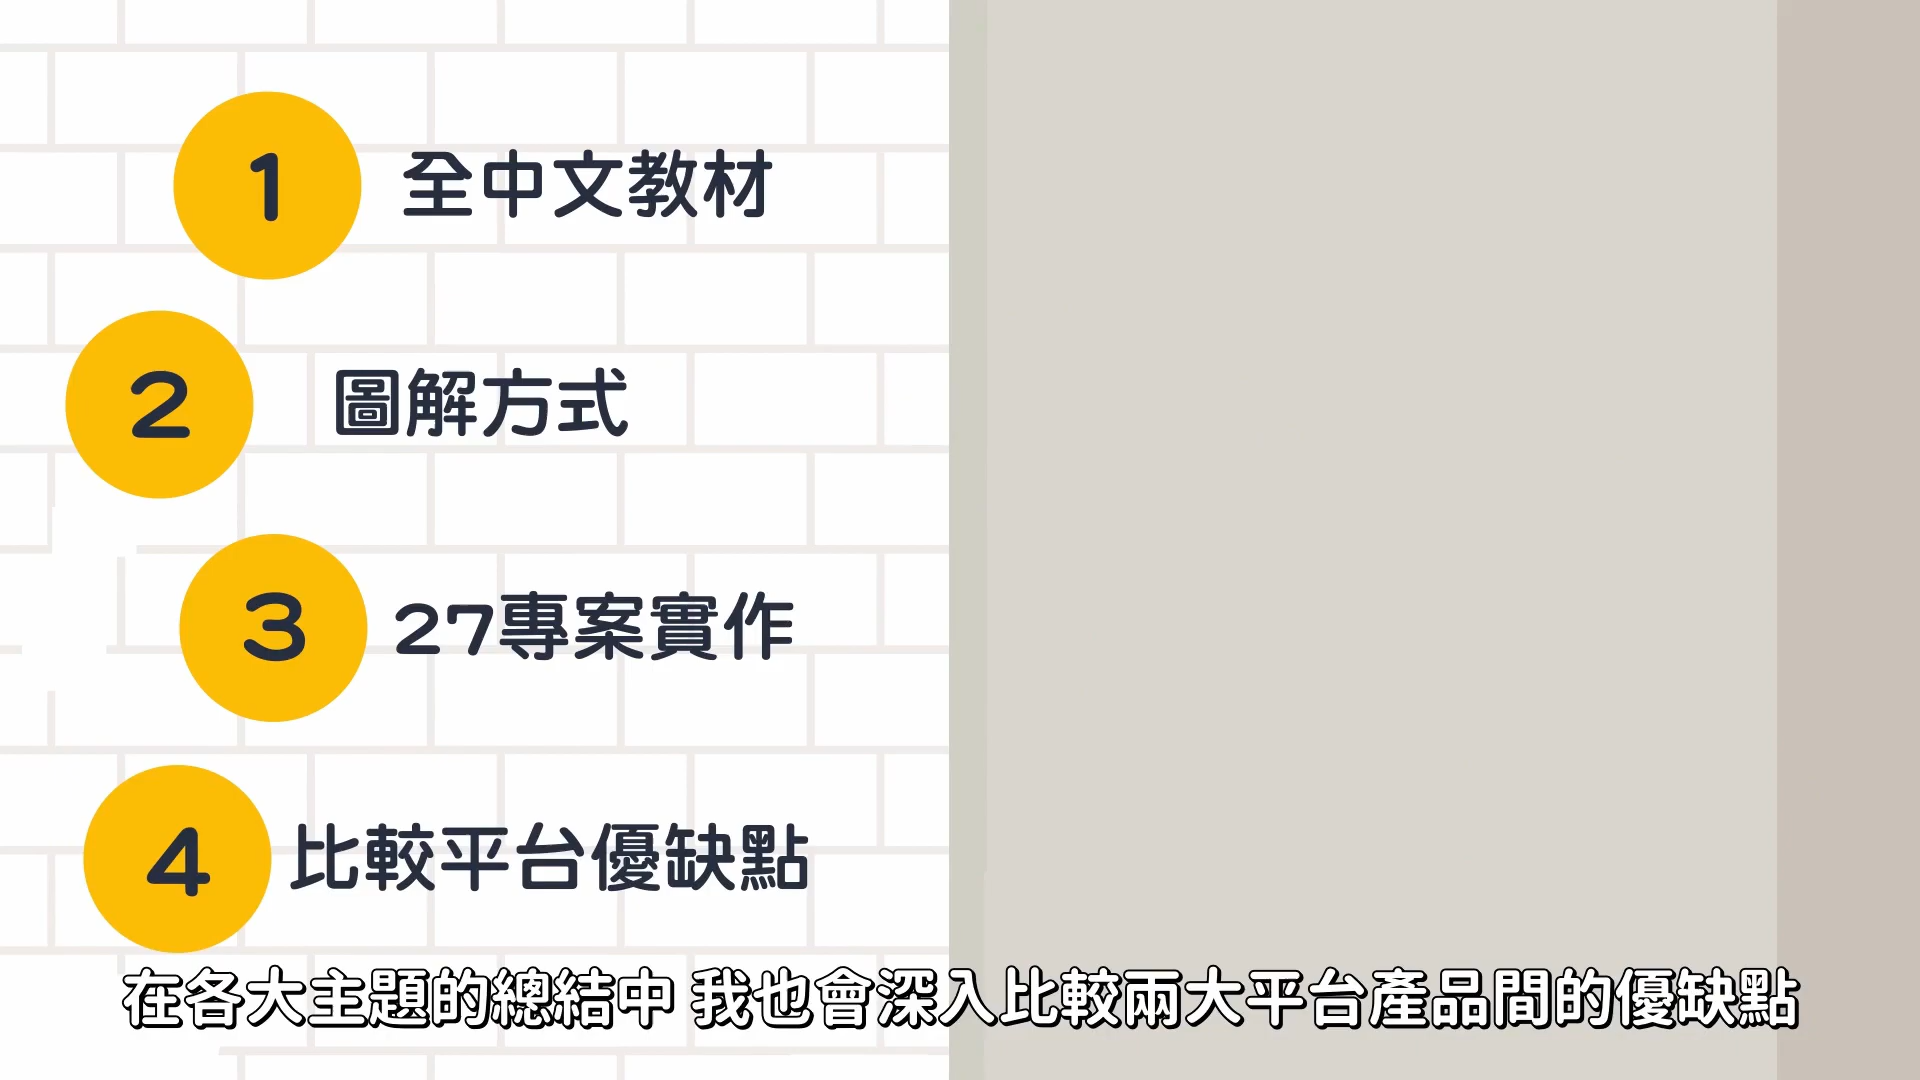 1 全中文教材
2 圖解方式
3 27專案實作
4 比較平台優缺點
在各大主題的總結中 我也會深入比較兩大平台產品間的優缺點